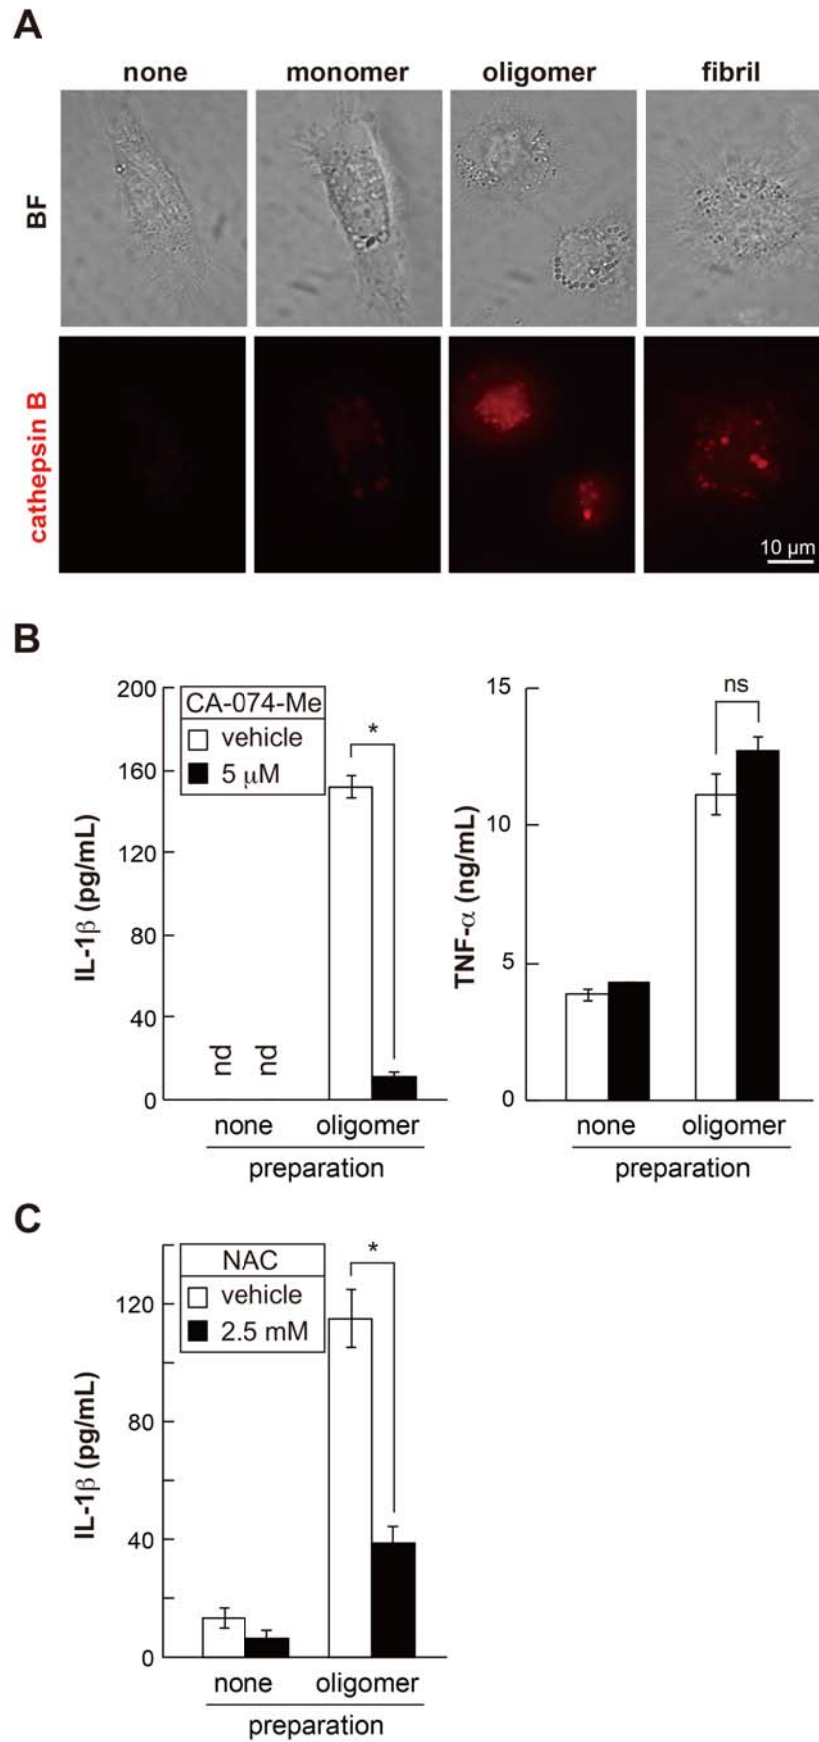 A
none monomer oligomer fibril
BF
cathepsin B
10 μm
B
200
160
120
80
40
0
IL-1β (pg/mL)
CA-074-Me
vehicle
5 μM
*
nd nd
none oligomer
preparation
15
10
5
0
TNF-α (ng/mL)
ns
none oligomer
preparation
C
120
80
40
0
IL-1β (pg/mL)
NAC
vehicle
2.5 mM
*
none oligomer
preparation